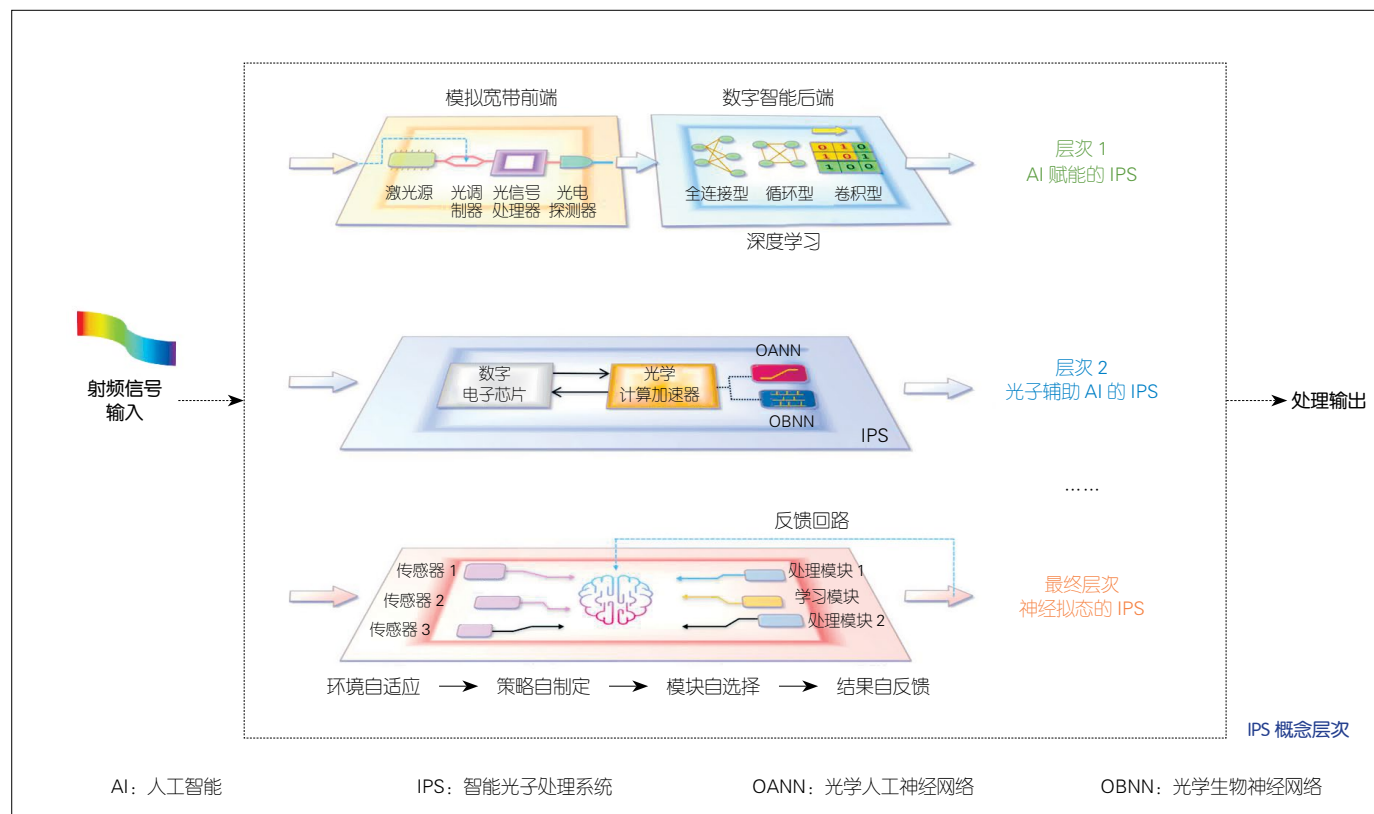 模拟宽带前端
数字智能后端
激光源
光调
制器
光信号
处理器
光电
探测器
全连接型
循环型
0 1 0
1 0 1
1 0 0
卷积型
深度学习
层次 1
AI 赋能的 IPS
射频信号
输入
数字
电子芯片
光学
计算加速器
OANN
OBNN
IPS
层次 2
光子辅助 AI 的 IPS
处理输出
……
反馈回路
传感器 1
传感器 2
传感器 3
处理模块 1
学习模块
处理模块 2
最终层次
神经拟态的 IPS
环境自适应
策略自制定
模块自选择
结果自反馈
IPS 概念层次
AI：人工智能
IPS：智能光子处理系统
OANN：光学人工神经网络
OBNN：光学生物神经网络